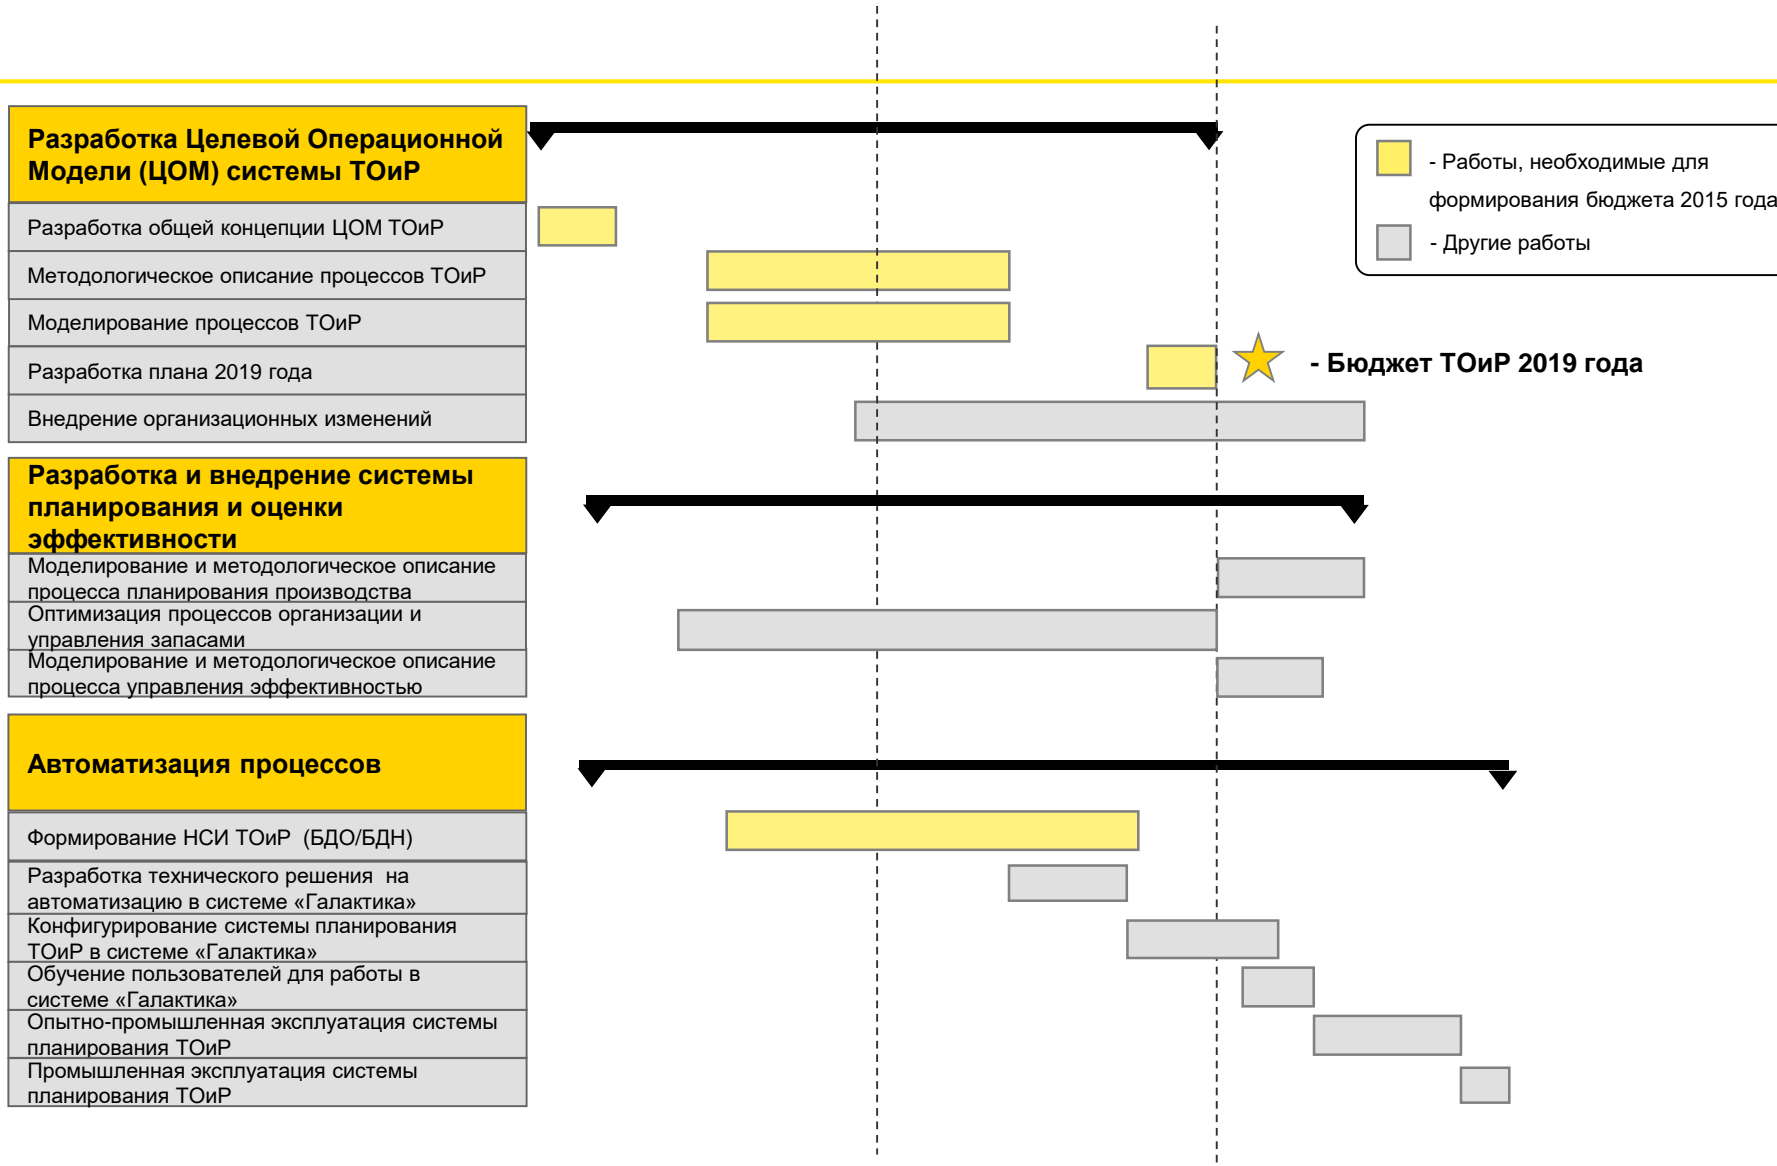 Разработка Целевой Операционной
Модели (ЦОМ) системы ТОиР
Разработка общей концепции ЦОМ ТОиР
Методологическое описание процессов ТОиР
Моделирование процессов ТОиР
Разработка плана 2019 года
Внедрение организационных изменений
- Работы, необходимые для
формирования бюджета 2015 года
- Другие работы
- Бюджет ТОиР 2019 года
Разработка и внедрение системы
планирования и оценки
эффективности
Моделирование и методологическое описание
процесса планирования производства
Оптимизация процессов организации и
управления запасами
Моделирование и методологическое описание
процесса управления эффективностью
Автоматизация процессов
Формирование НСИ ТОиР (БДО/БДН)
Разработка технического решения на
автоматизацию в системе «Галактика»
Конфигурирование системы планирования
ТОиР в системе «Галактика»
Обучение пользователей для работы в
системе «Галактика»
Опытно-промышленная эксплуатация системы
планирования ТОиР
Промышленная эксплуатация системы
планирования ТОиР